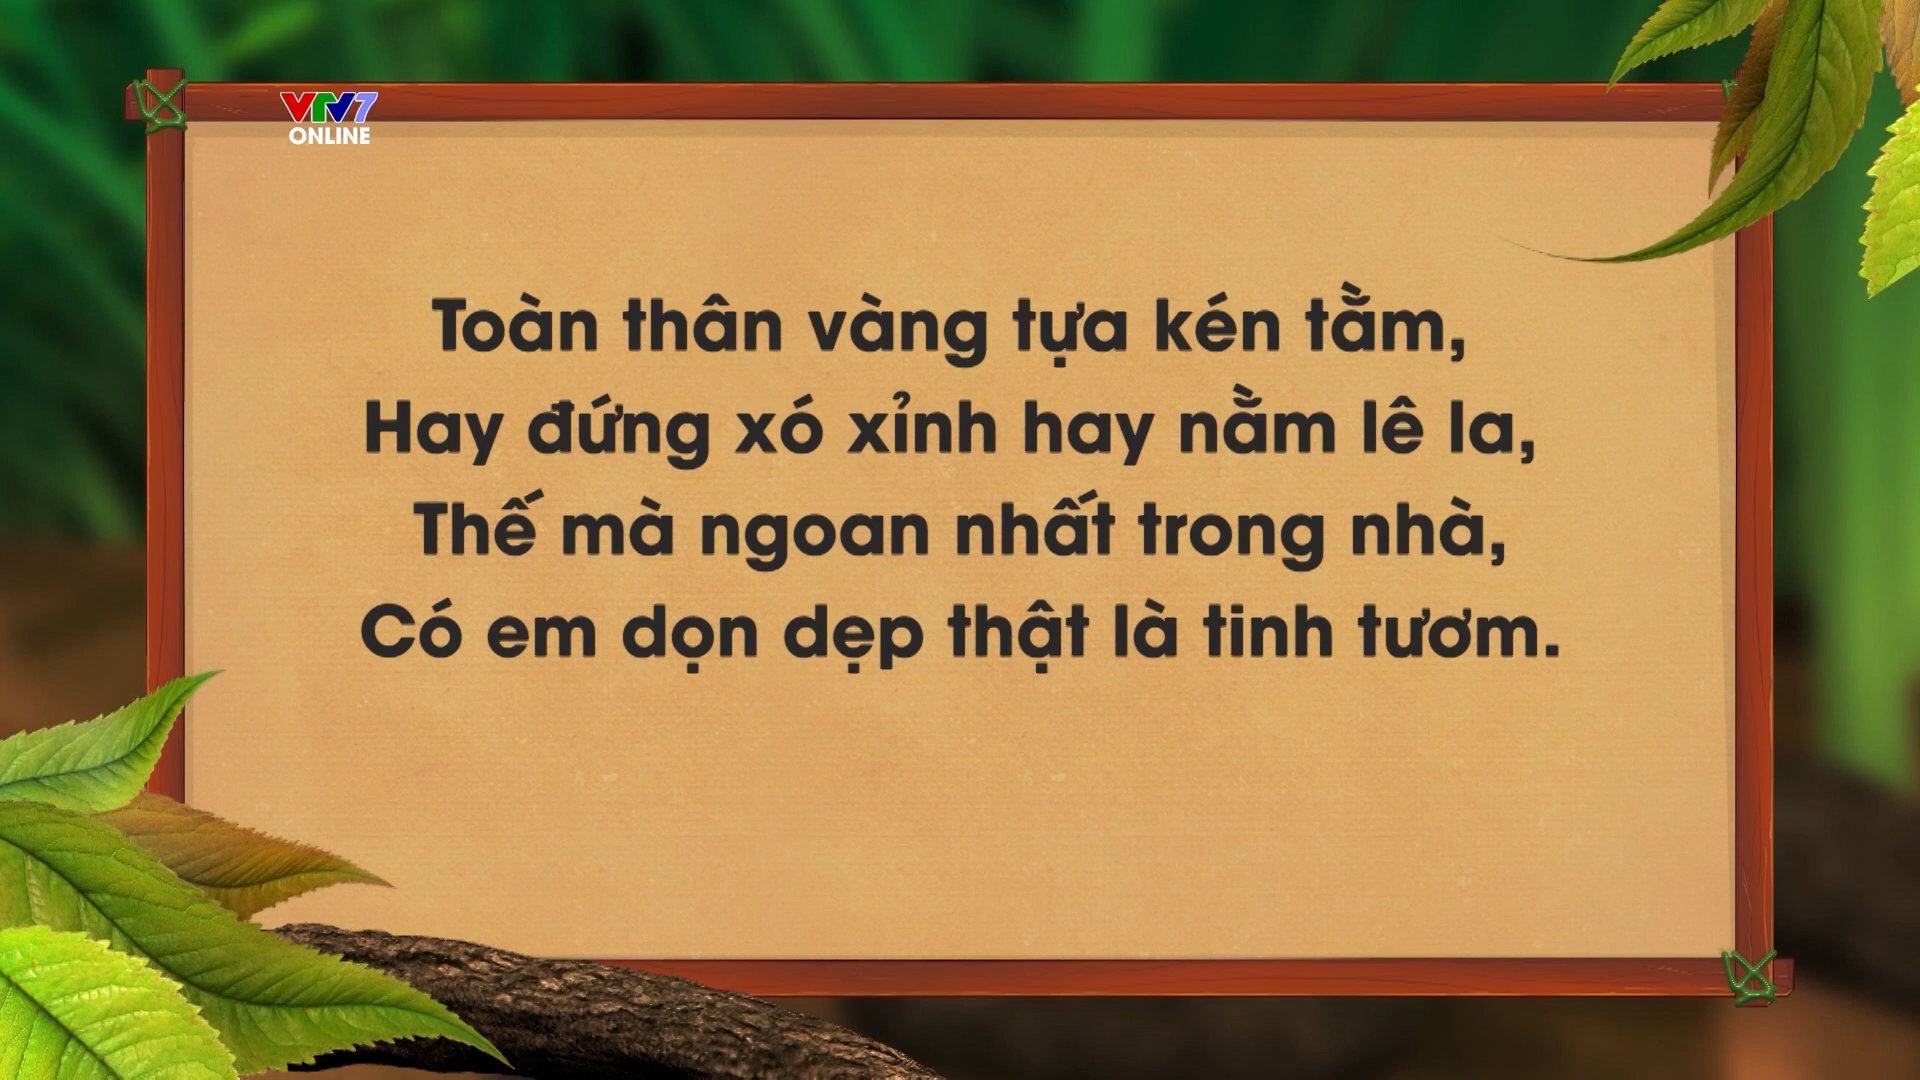 VTV7
ONLINE
Toàn thân vàng tựa kén tằm,
Hay đứng xó xỉnh hay nằm lê la,
Thế mà ngoan nhất trong nhà,
Có em dọn dẹp thật là tinh tươm.